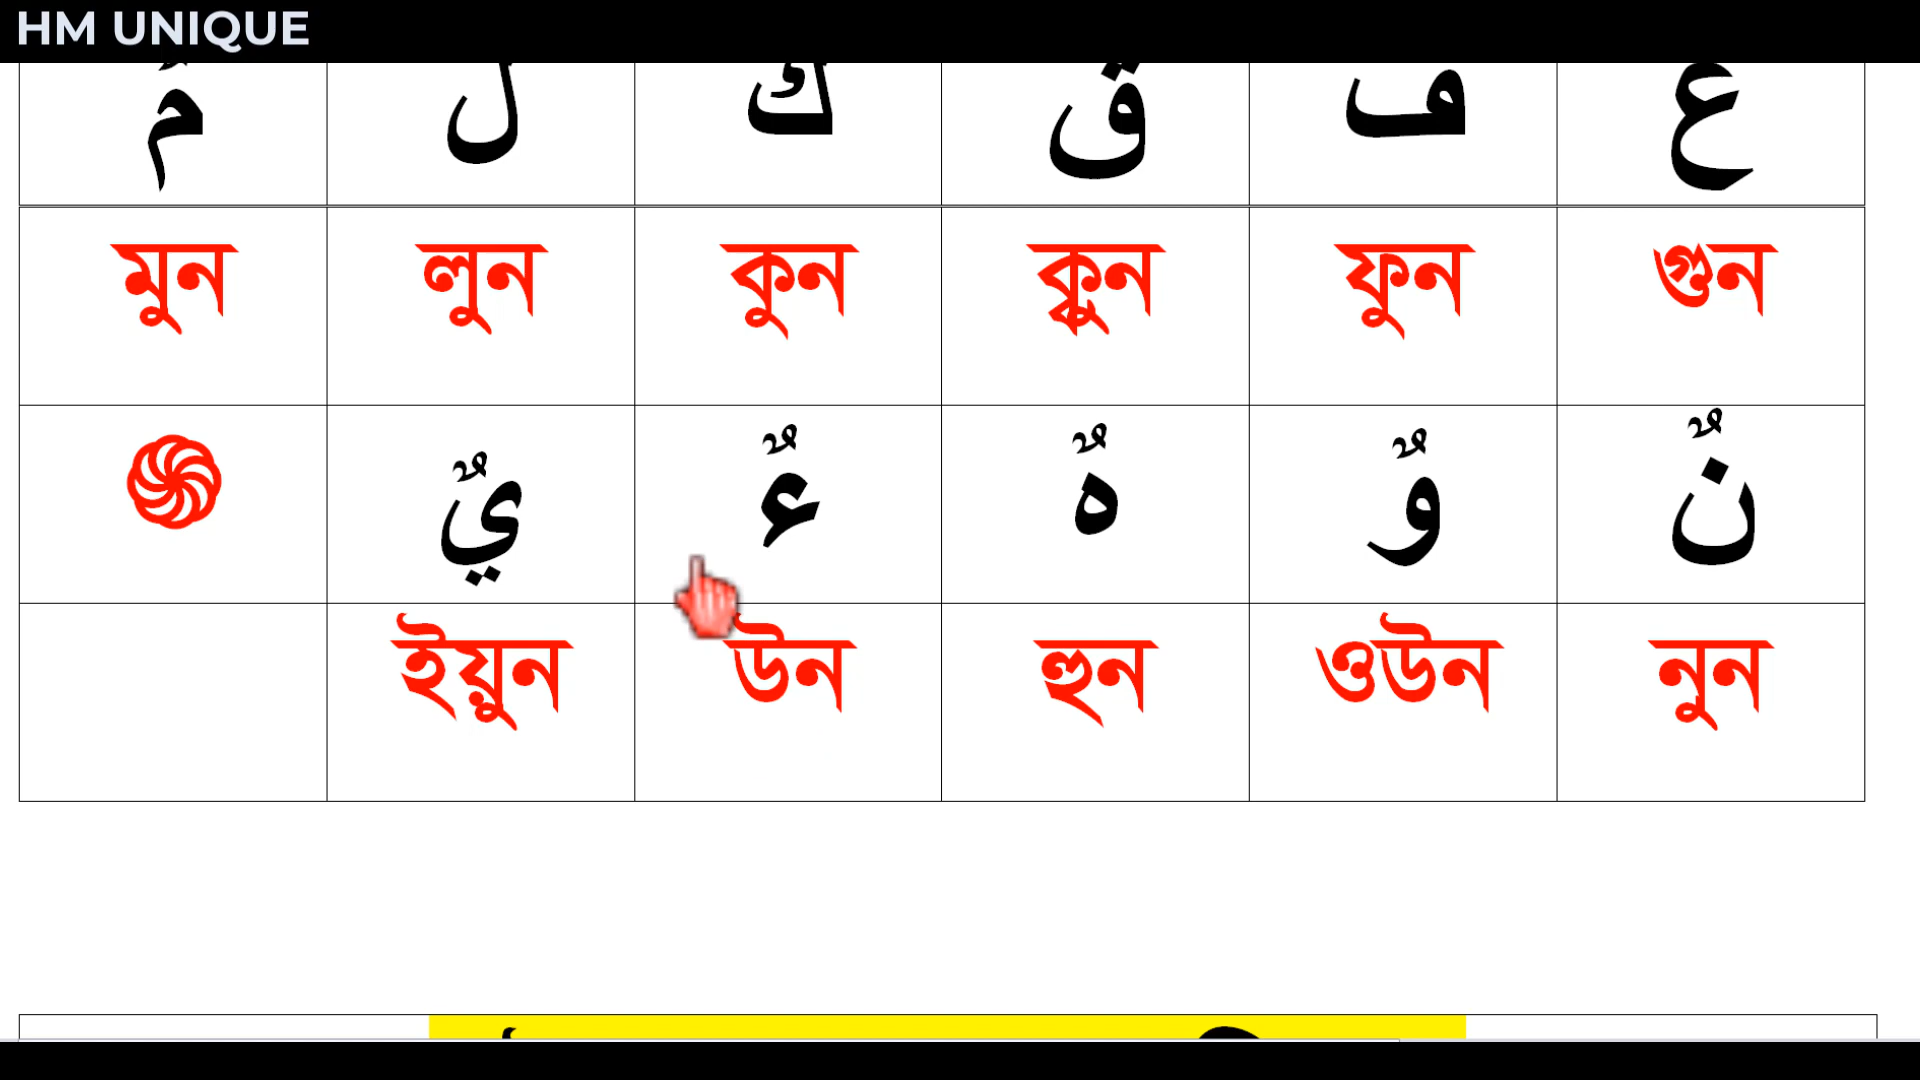 HM UNIQUE
ع ف ق ك ل م
মুন লুন কুন ক্বুন ফুন গুন
نٌ وٌ هٌ ءٌ يٌ
ইয়ুন উন হুন ওউন নুন